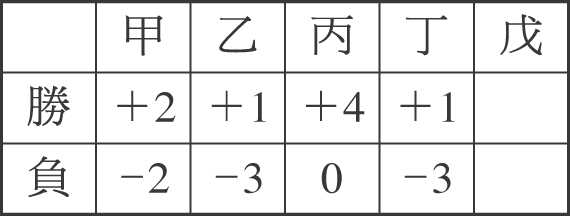 甲 乙 丙 丁 戊
勝 +2 +1 +4 +1
負 -2 -3 0 -3